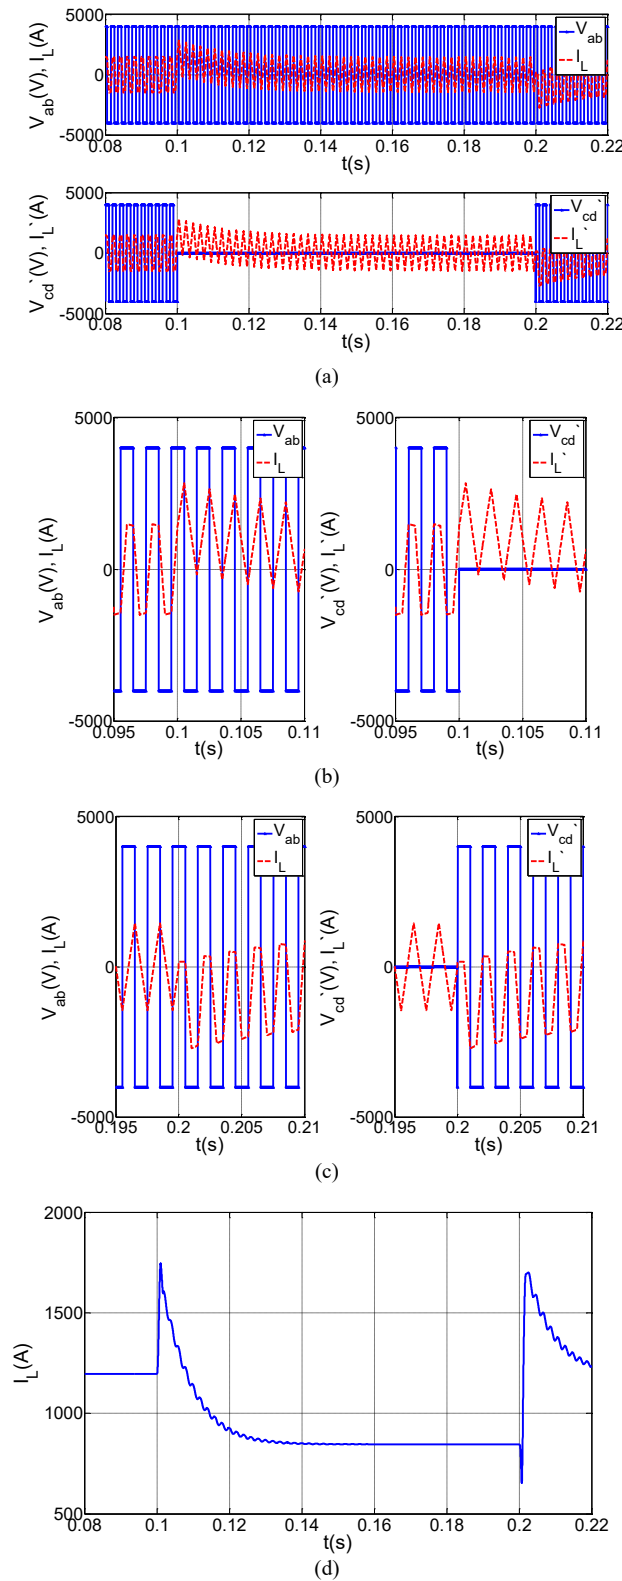 5000
0
-5000
V_ab(V), I_L(A)
V_ab
I_L
0.08 0.1 0.12 0.14 0.16 0.18 0.2 0.22
t(s)
5000
0
-5000
V_cd`(V), I_L`(A)
V_cd`
I_L`
0.08 0.1 0.12 0.14 0.16 0.18 0.2 0.22
t(s)
(a)
5000
0
-5000
V_ab(V), I_L(A)
V_ab
I_L
0.095 0.1 0.105 0.11
t(s)
5000
0
-5000
V_cd`(V), I_L`(A)
V_cd`
I_L`
0.095 0.1 0.105 0.11
t(s)
(b)
5000
0
-5000
V_ab(V), I_L(A)
V_ab
I_L
0.195 0.2 0.205 0.21
t(s)
5000
0
-5000
V_cd`(V), I_L`(A)
V_cd`
I_L`
0.195 0.2 0.205 0.21
t(s)
(c)
2000
1500
1000
500
I_L(A)
0.08 0.1 0.12 0.14 0.16 0.18 0.2 0.22
t(s)
(d)